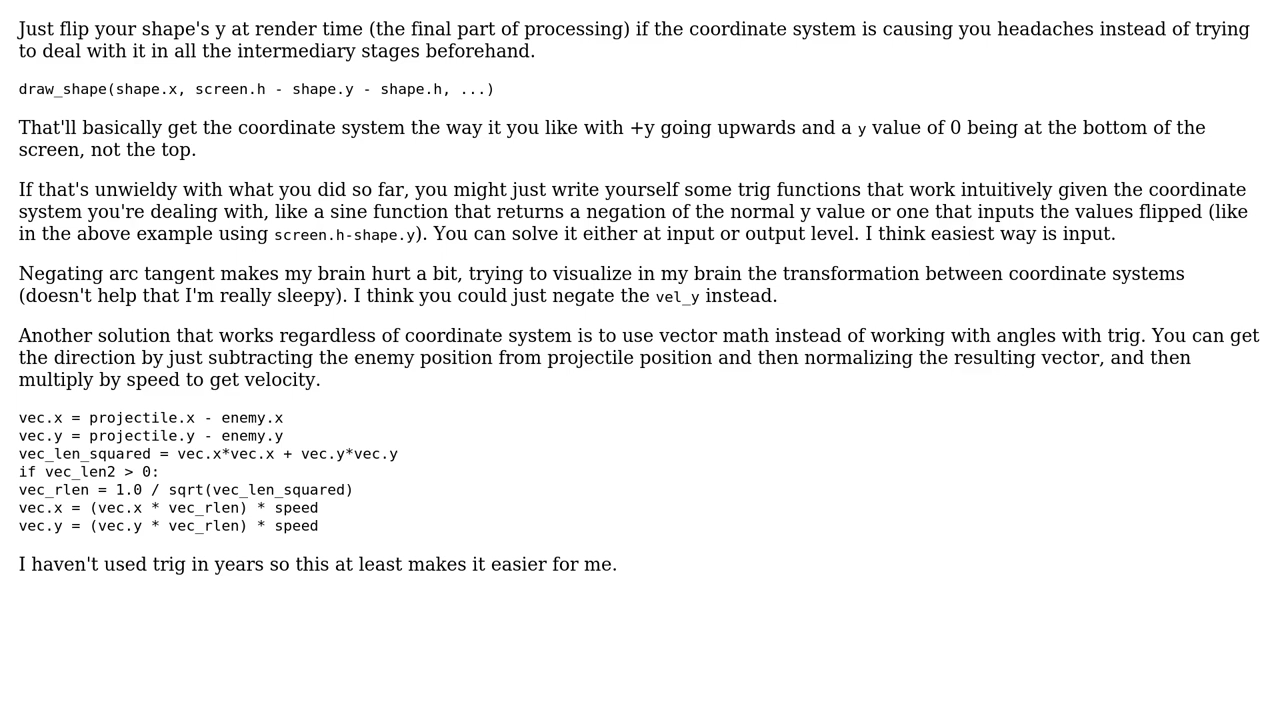 Just flip your shape's y at render time (the final part of processing) if the coordinate system is causing you headaches instead of trying
to deal with it in all the intermediary stages beforehand.
draw_shape(shape.x, screen.h - shape.y - shape.h, ...)
That'll basically get the coordinate system the way it you like with +y going upwards and a y value of 0 being at the bottom of the
screen, not the top.
If that's unwieldy with what you did so far, you might just write yourself some trig functions that work intuitively given the coordinate
system you're dealing with, like a sine function that returns a negation of the normal y value or one that inputs the values flipped (like
in the above example using screen.h-shape.y). You can solve it either at input or output level. I think easiest way is input.
Negating arc tangent makes my brain hurt a bit, trying to visualize in my brain the transformation between coordinate systems
(doesn't help that I'm really sleepy). I think you could just negate the vel_y instead.
Another solution that works regardless of coordinate system is to use vector math instead of working with angles with trig. You can get
the direction by just subtracting the enemy position from projectile position and then normalizing the resulting vector, and then
multiply by speed to get velocity.
vec.x = projectile.x - enemy.x
vec.y = projectile.y - enemy.y
vec_len_squared = vec.x*vec.x + vec.y*vec.y
if vec_len2 > 0:
vec_rlen = 1.0 / sqrt(vec_len_squared)
vec.x = (vec.x * vec_rlen) * speed
vec.y = (vec.y * vec_rlen) * speed
I haven't used trig in years so this at least makes it easier for me.